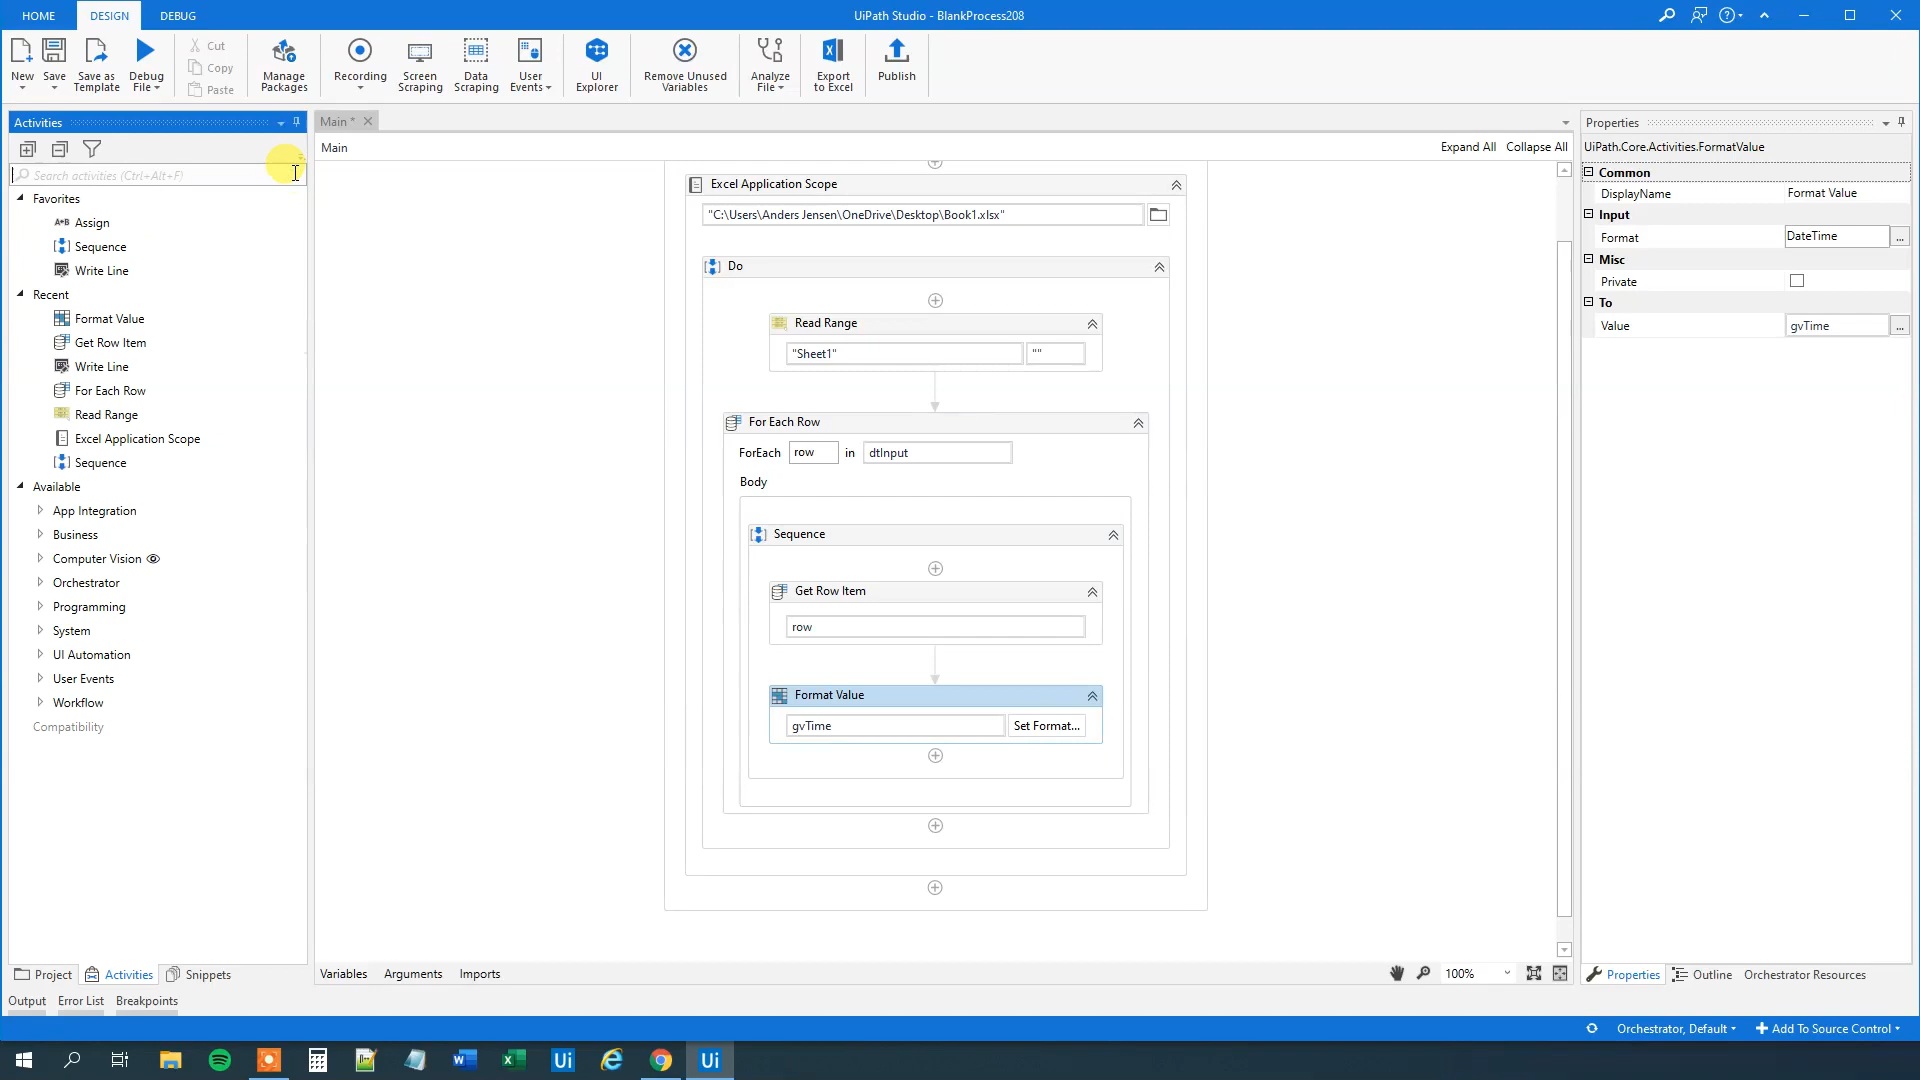 HOME DESIGN DEBUG
UiPath Studio - BlankProcess208
New
Save
Save as Template
Debug File
Cut
Copy
Paste
Manage Packages
Recording
Screen Scraping
Data Scraping
User Events
UI Explorer
Remove Unused Variables
Analyze File
Export to Excel
Publish
Activities
Search activities (Ctrl+Alt+F)
Favorites
Assign
Sequence
Write Line
Recent
Format Value
Get Row Item
Write Line
For Each Row
Read Range
Excel Application Scope
Sequence
Available
App Integration
Business
Computer Vision
Orchestrator
Programming
System
UI Automation
User Events
Workflow
Compatibility
Project Activities Snippets
Main *
Main
Expand All Collapse All
Excel Application Scope
"C:\Users\Anders Jensen\OneDrive\Desktop\Book1.xlsx"
Do
Read Range
"Sheet1" ""
For Each Row
ForEach row in dtInput
Body
Sequence
Get Row Item
row
Format Value
gvTime Set Format...
Variables Arguments Imports
100%
Properties
UiPath.Core.Activities.FormatValue
Common
DisplayName Format Value
Input
Format DateTime ...
Misc
Private
To
Value gvTime ...
Properties Outline Orchestrator Resources
Output Error List Breakpoints
Orchestrator, Default Add To Source Control
Ui Ui